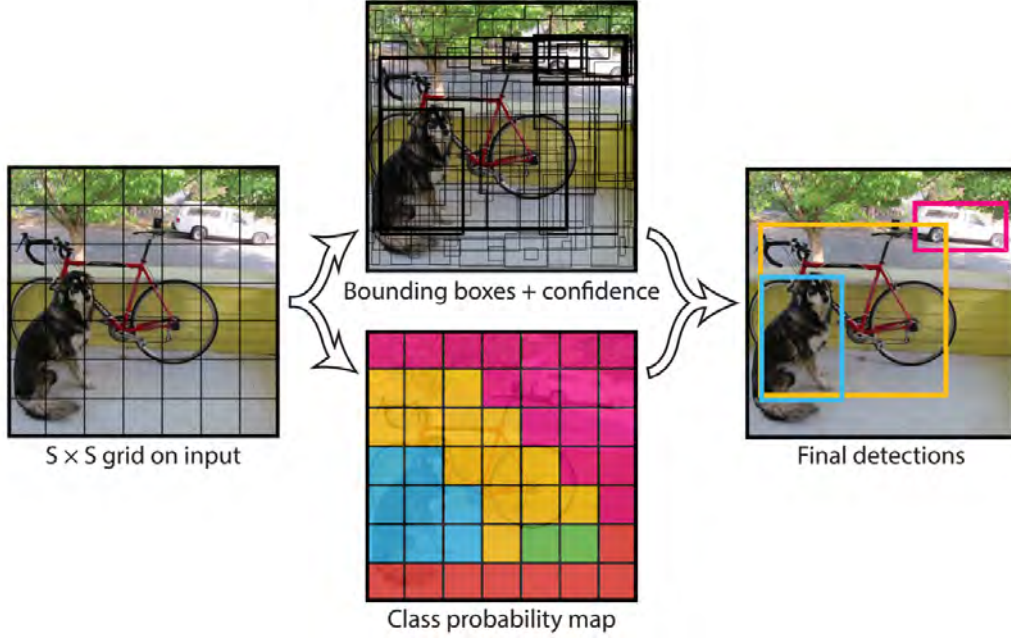 S × S grid on input
Bounding boxes + confidence
Class probability map
Final detections